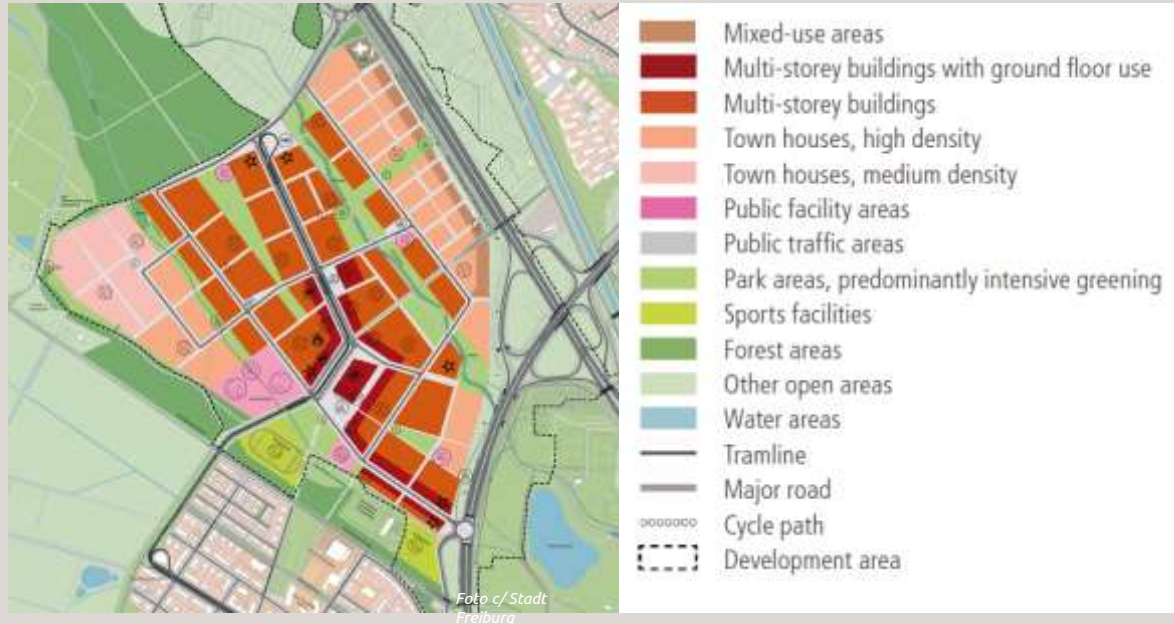 Mixed-use areas
Multi-storey buildings with ground floor use
Multi-storey buildings
Town houses, high density
Town houses, medium density
Public facility areas
Public traffic areas
Park areas, predominantly intensive greening
Sports facilities
Forest areas
Other open areas
Water areas
Tramline
Major road
Cycle path
Development area
Foto c/ Stadt
Freiburg